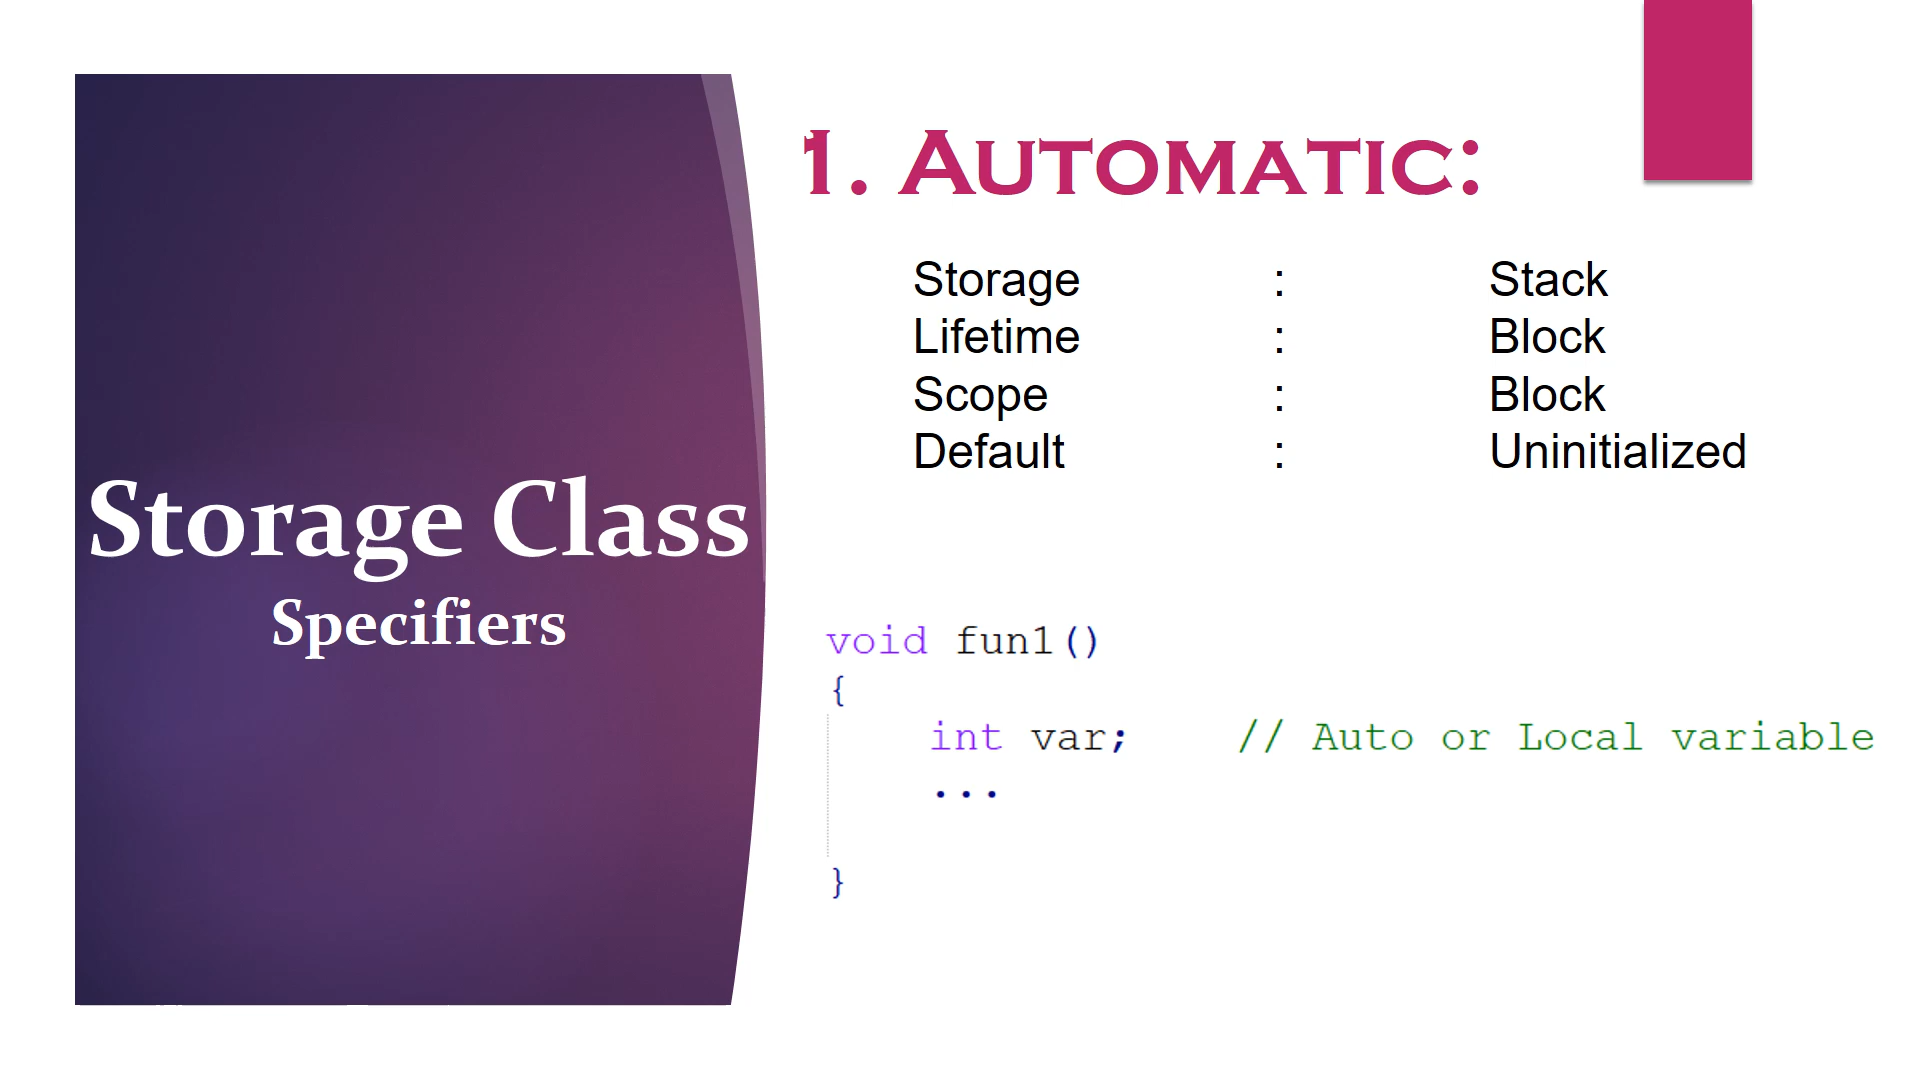 Storage Class
Specifiers
1. Automatic:
Storage : Stack
Lifetime : Block
Scope : Block
Default : Uninitialized
void fun1()
{
int var; // Auto or Local variable
...
}